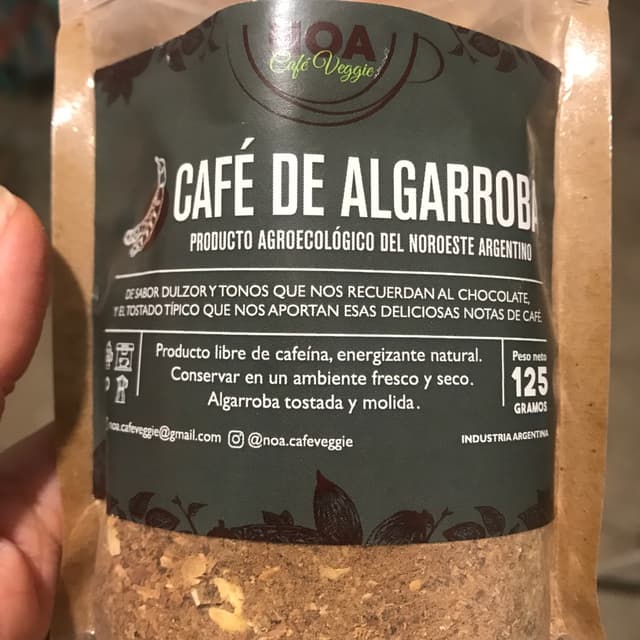 NOA
Café Veggie
CAFÉ DE ALGARROBA
PRODUCTO AGROECOLÓGICO DEL NOROESTE ARGENTINO
DE SABOR DULZOR Y TONOS QUE NOS RECUERDAN AL CHOCOLATE,
Y EL TOSTADO TÍPICO QUE NOS APORTAN ESAS DELICIOSAS NOTAS DE CAFÉ
Producto libre de cafeína, energizante natural.
Conservar en un ambiente fresco y seco.
Algarroba tostada y molida.
Peso neto
125
GRAMOS
noa.cafeveggie@gmail.com @noa.cafeveggie
INDUSTRIA ARGENTINA